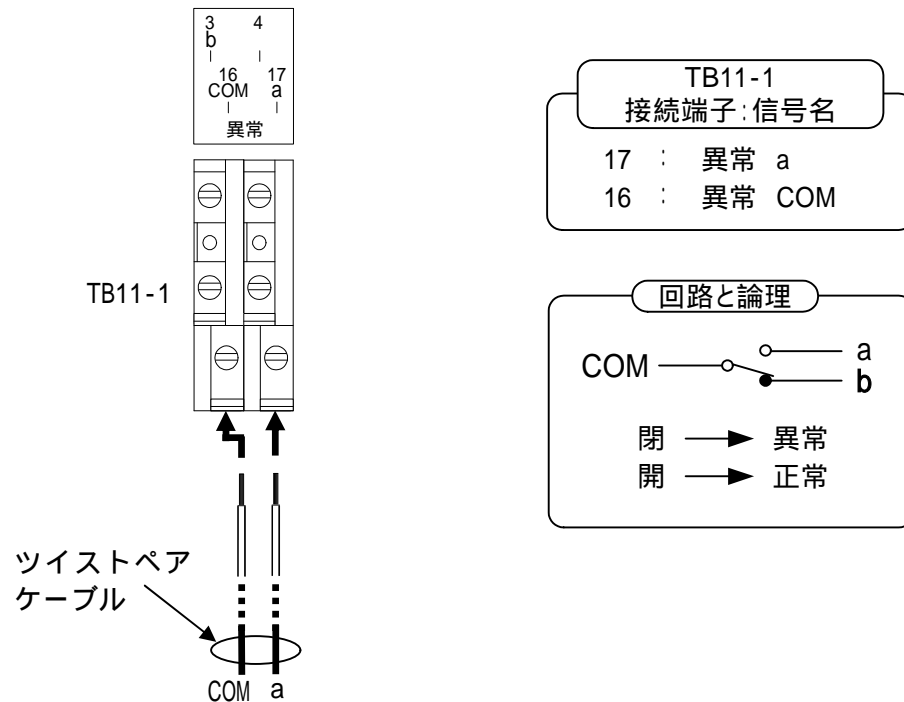 3 4
b
16 17
COM a
異常
TB11-1
ツイストペア
ケーブル
COM a
TB11-1
接続端子:信号名
17 : 異常 a
16 : 異常 COM
回路と論理
a
COM
b
閉 → 異常
開 → 正常